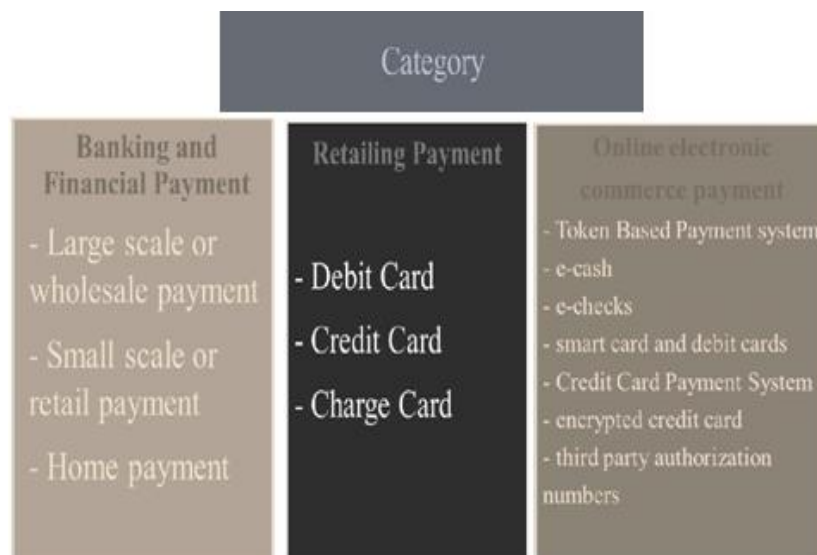 Category
Banking and
Financial Payment
- Large scale or
wholesale payment
- Small scale or
retail payment
- Home payment
Retailing Payment
- Debit Card
- Credit Card
- Charge Card
Online electronic
commerce payment
- Token Based Payment system
- e-cash
- e-checks
- smart card and debit cards
- Credit Card Payment System
- encrypted credit card
- third party authorization
numbers